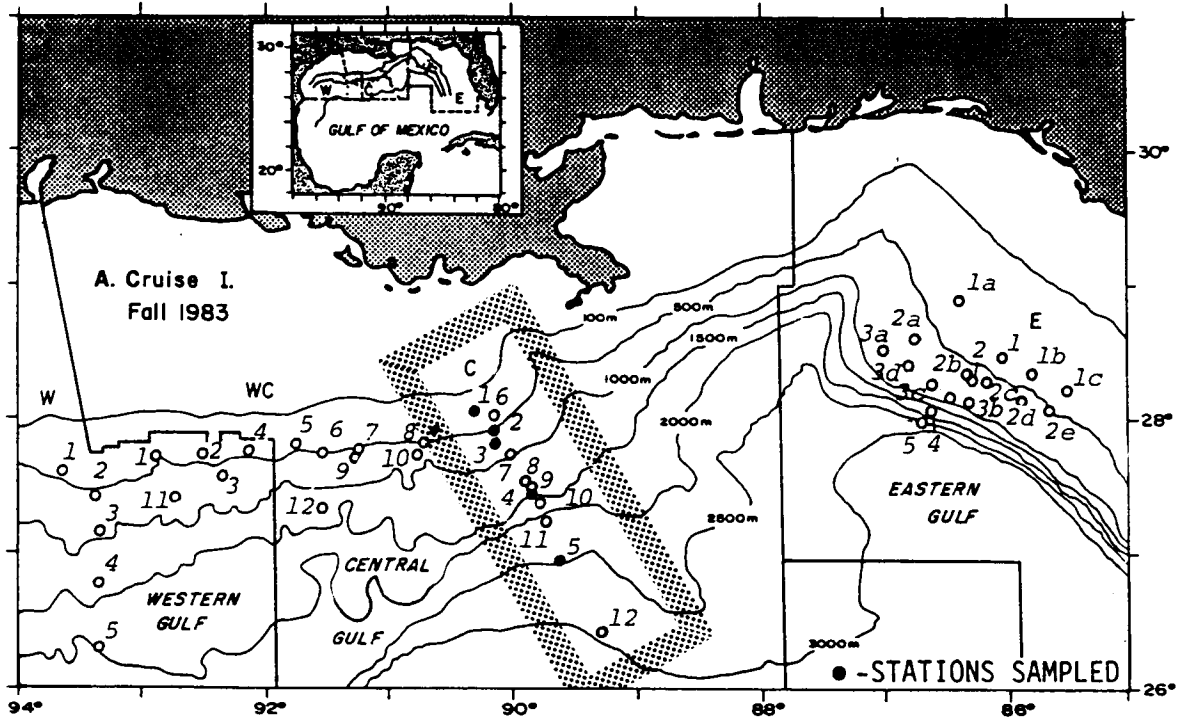 30°
W
C
E
GULF OF MEXICO
20°
90°
80°
30°
A. Cruise I.
Fall 1983
100m
500m
1500m
1000m
2000m
2500m
3000m
1a
3a
2a
E
2
1
1b
1c
3d
2b
1
2c
3c
3b
2d
2e
5
4
W
WC
C
1
6
2
3
28°
1
2
3
4
5
1
2
4
3
11
5
6
7
8
9
10
12
7
8
9
4
10
11
5
12
EASTERN
GULF
CENTRAL
GULF
WESTERN
GULF
● -STATIONS SAMPLED
26°
94°
92°
90°
88°
86°